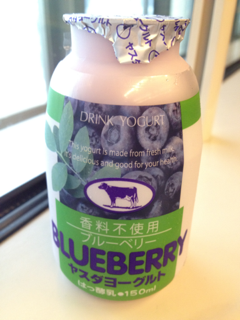 DRINK YOGURT
This yogurt is made from fresh milk
delicious and good for your health
香料不使用
ブルーベリー
BLUEBERRY
ヤスダヨーグルト
はっ酵乳●150ml